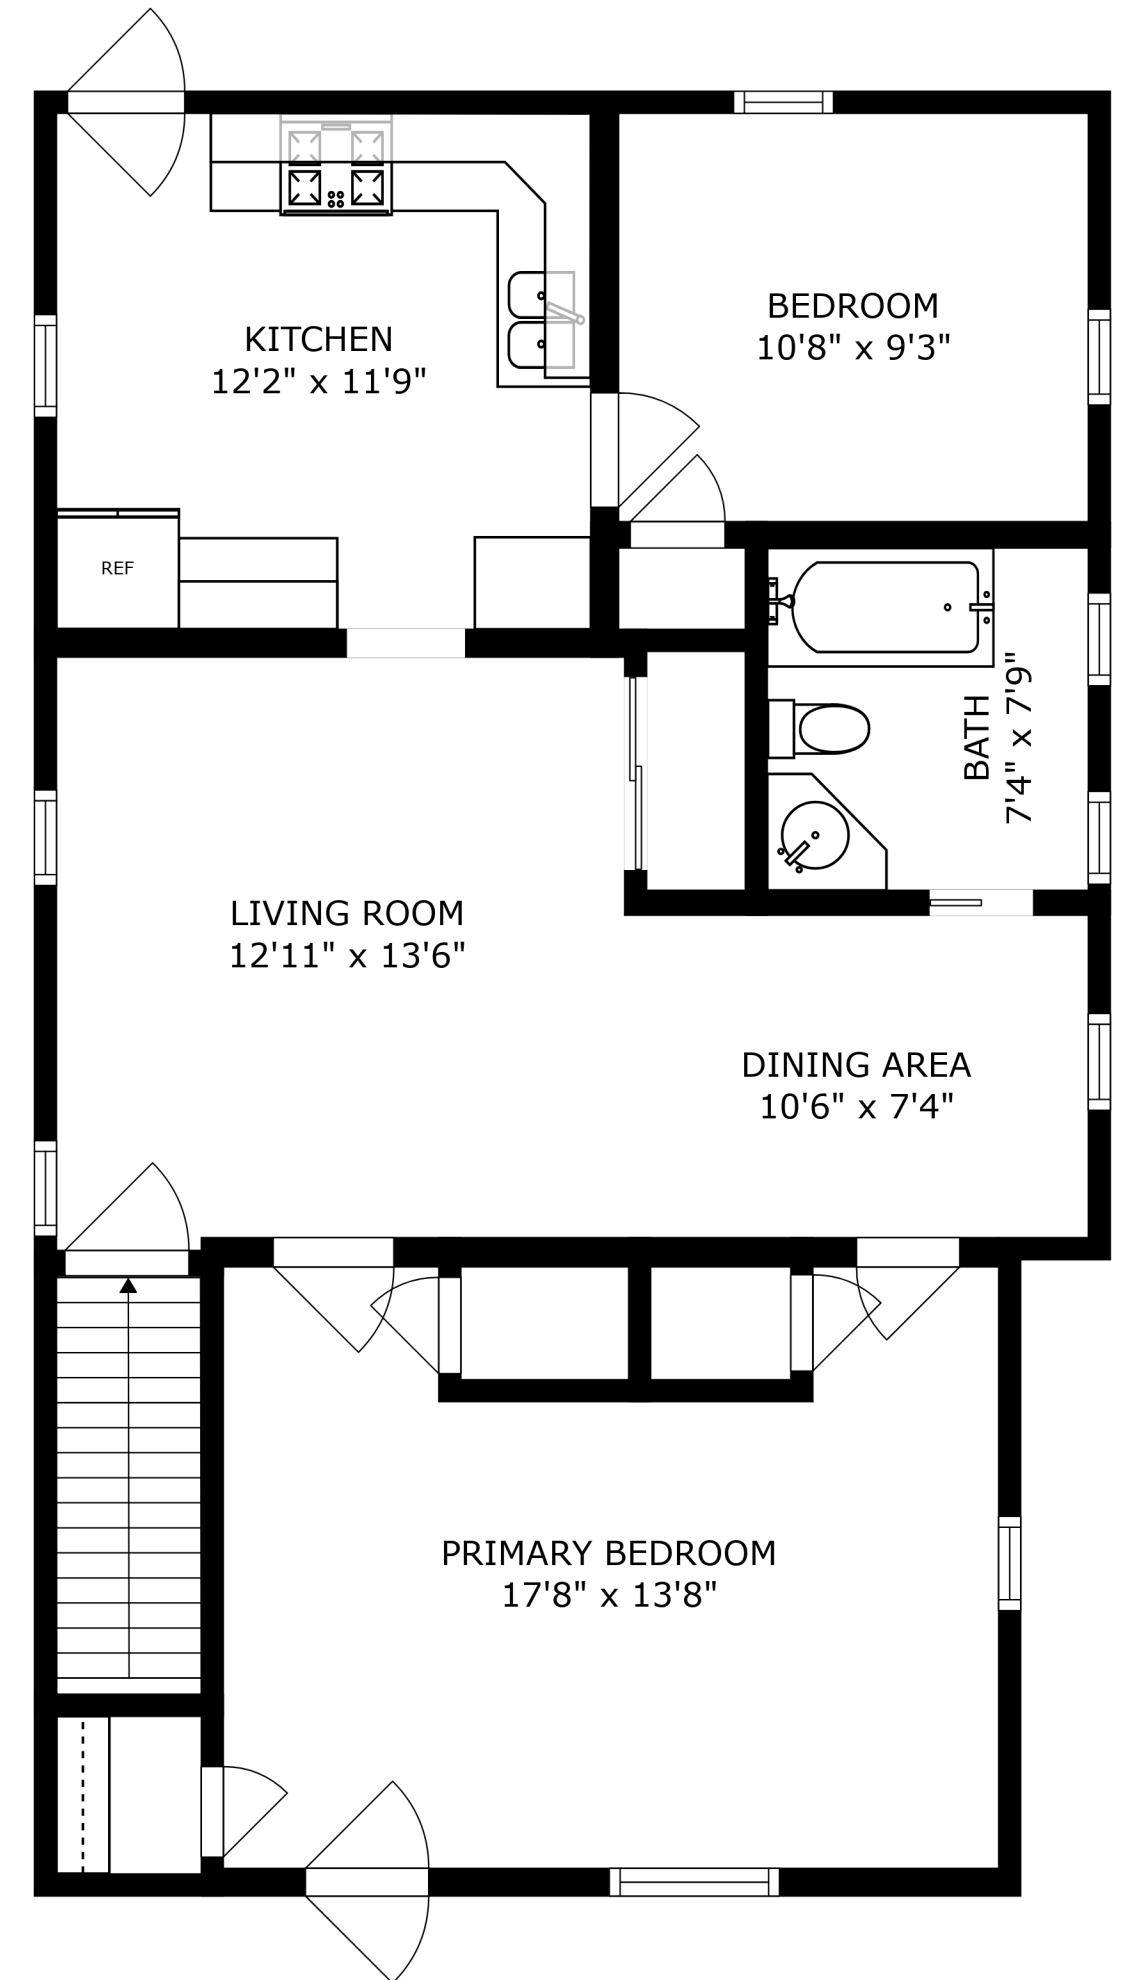 BEDROOM
10'8" x 9'3"
KITCHEN
12'2" x 11'9"
REF
BATH
7'4" x 7'9"
LIVING ROOM
12'11" x 13'6"
DINING AREA
10'6" x 7'4"
PRIMARY BEDROOM
17'8" x 13'8"